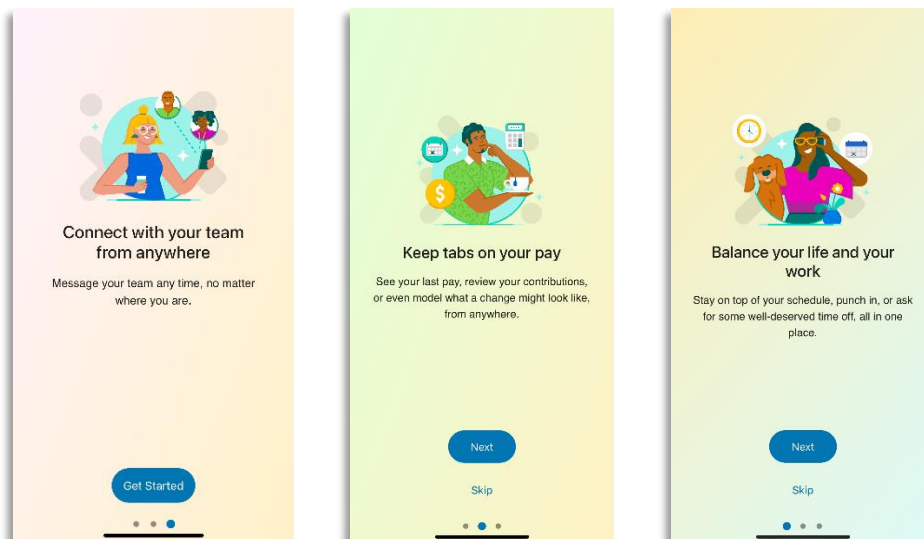 Connect with your team
from anywhere
Message your team any time, no matter
where you are.
Get Started
Keep tabs on your pay
See your last pay, review your contributions,
or even model what a change might look like,
from anywhere.
Next
Skip
Balance your life and your
work
Stay on top of your schedule, punch in, or ask
for some well-deserved time off, all in one
place.
Next
Skip